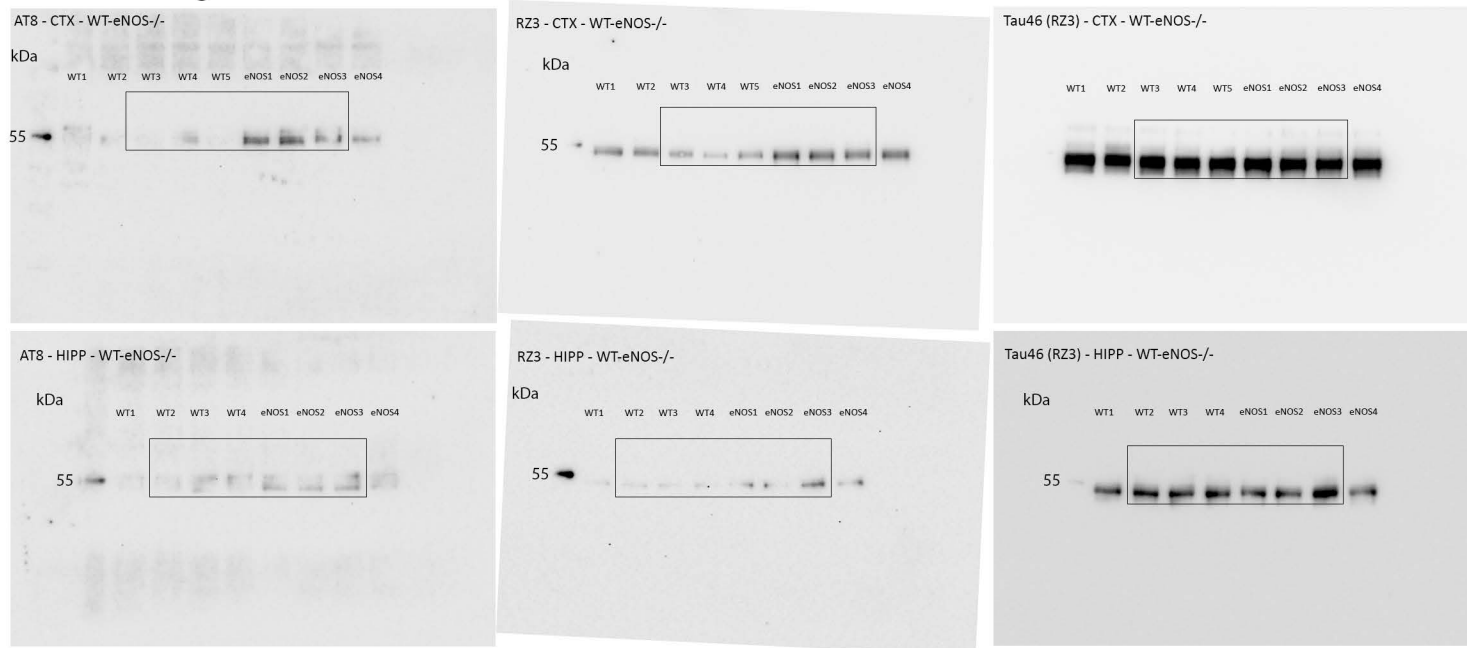 AT8 - CTX - WT-eNOS-/-
kDa
WT1 WT2 WT3 WT4 WT5 eNOS1 eNOS2 eNOS3 eNOS4
55
RZ3 - CTX - WT-eNOS-/-
kDa
WT1 WT2 WT3 WT4 WT5 eNOS1 eNOS2 eNOS3 eNOS4
55
Tau46 (RZ3) - CTX - WT-eNOS-/-
WT1 WT2 WT3 WT4 WT5 eNOS1 eNOS2 eNOS3 eNOS4
AT8 - HIPP - WT-eNOS-/-
kDa
WT1 WT2 WT3 WT4 eNOS1 eNOS2 eNOS3 eNOS4
55
RZ3 - HIPP - WT-eNOS-/-
kDa
WT1 WT2 WT3 WT4 eNOS1 eNOS2 eNOS3 eNOS4
55
Tau46 (RZ3) - HIPP - WT-eNOS-/-
kDa
WT1 WT2 WT3 WT4 eNOS1 eNOS2 eNOS3 eNOS4
55